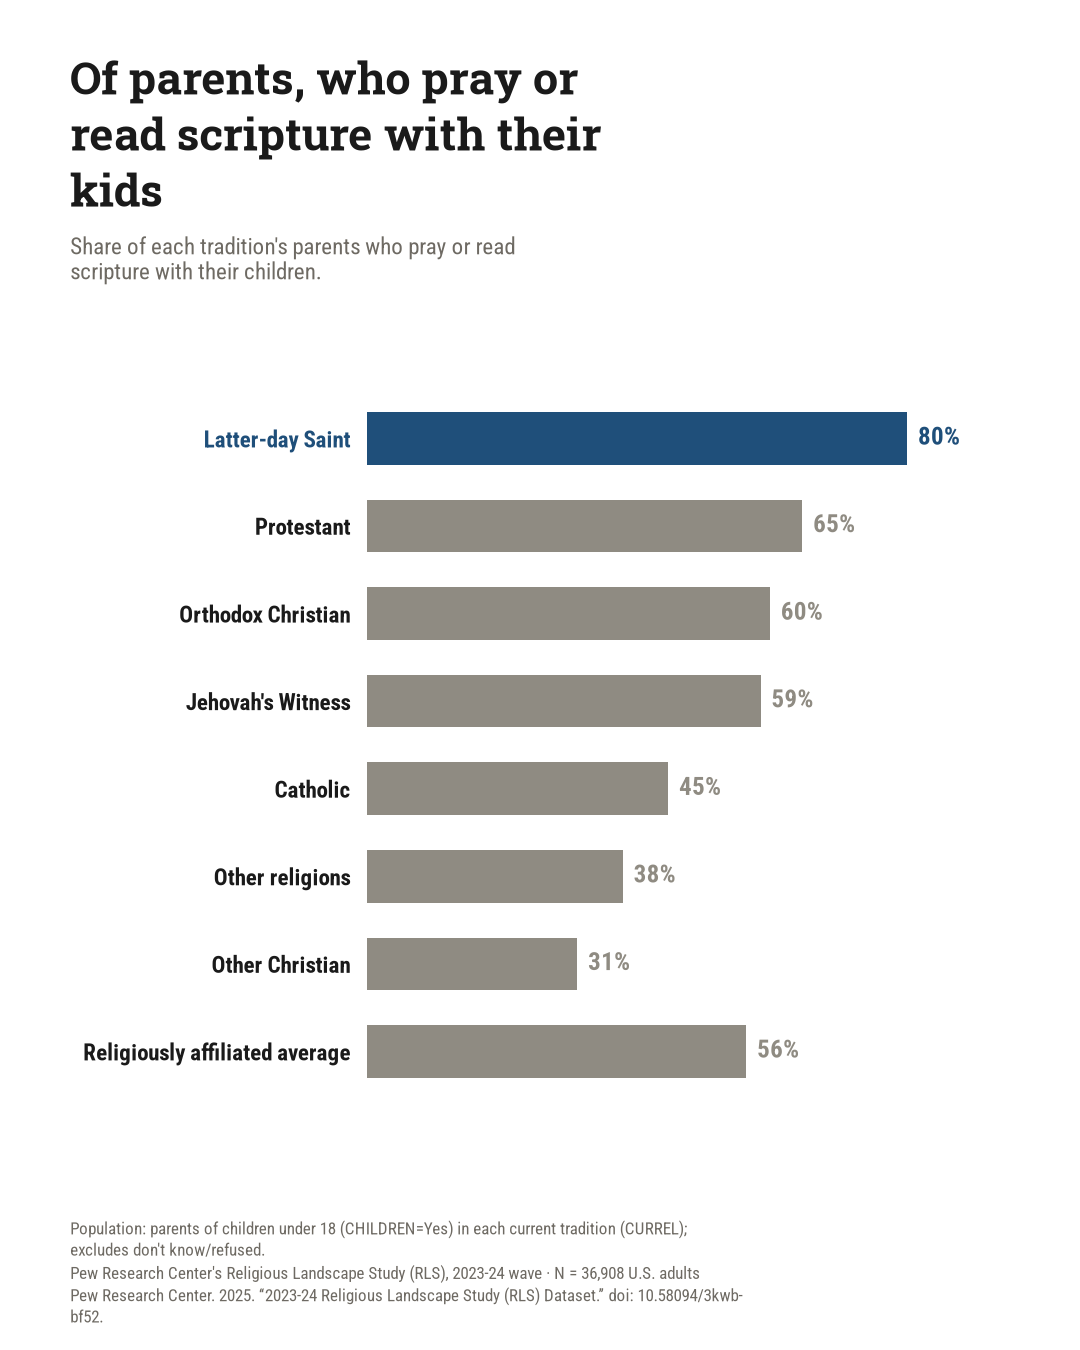 Of parents, who pray or
read scripture with their
kids
Share of each tradition's parents who pray or read
scripture with their children.
Latter-day Saint 80%
Protestant 65%
Orthodox Christian 60%
Jehovah's Witness 59%
Catholic 45%
Other religions 38%
Other Christian 31%
Religiously affiliated average 56%
Population: parents of children under 18 (CHILDREN=Yes) in each current tradition (CURREL);
excludes don't know/refused.
Pew Research Center's Religious Landscape Study (RLS), 2023-24 wave · N = 36,908 U.S. adults
Pew Research Center. 2025. “2023-24 Religious Landscape Study (RLS) Dataset.” doi: 10.58094/3kwb-
bf52.